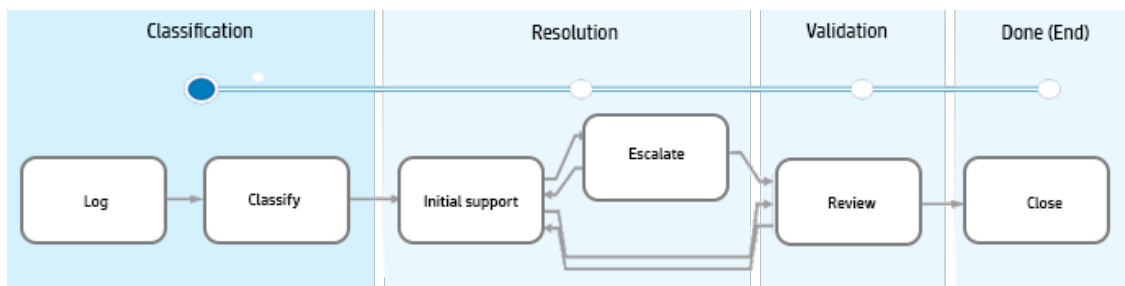 Classification
Resolution
Validation
Done (End)
Log
Classify
Initial support
Escalate
Review
Close